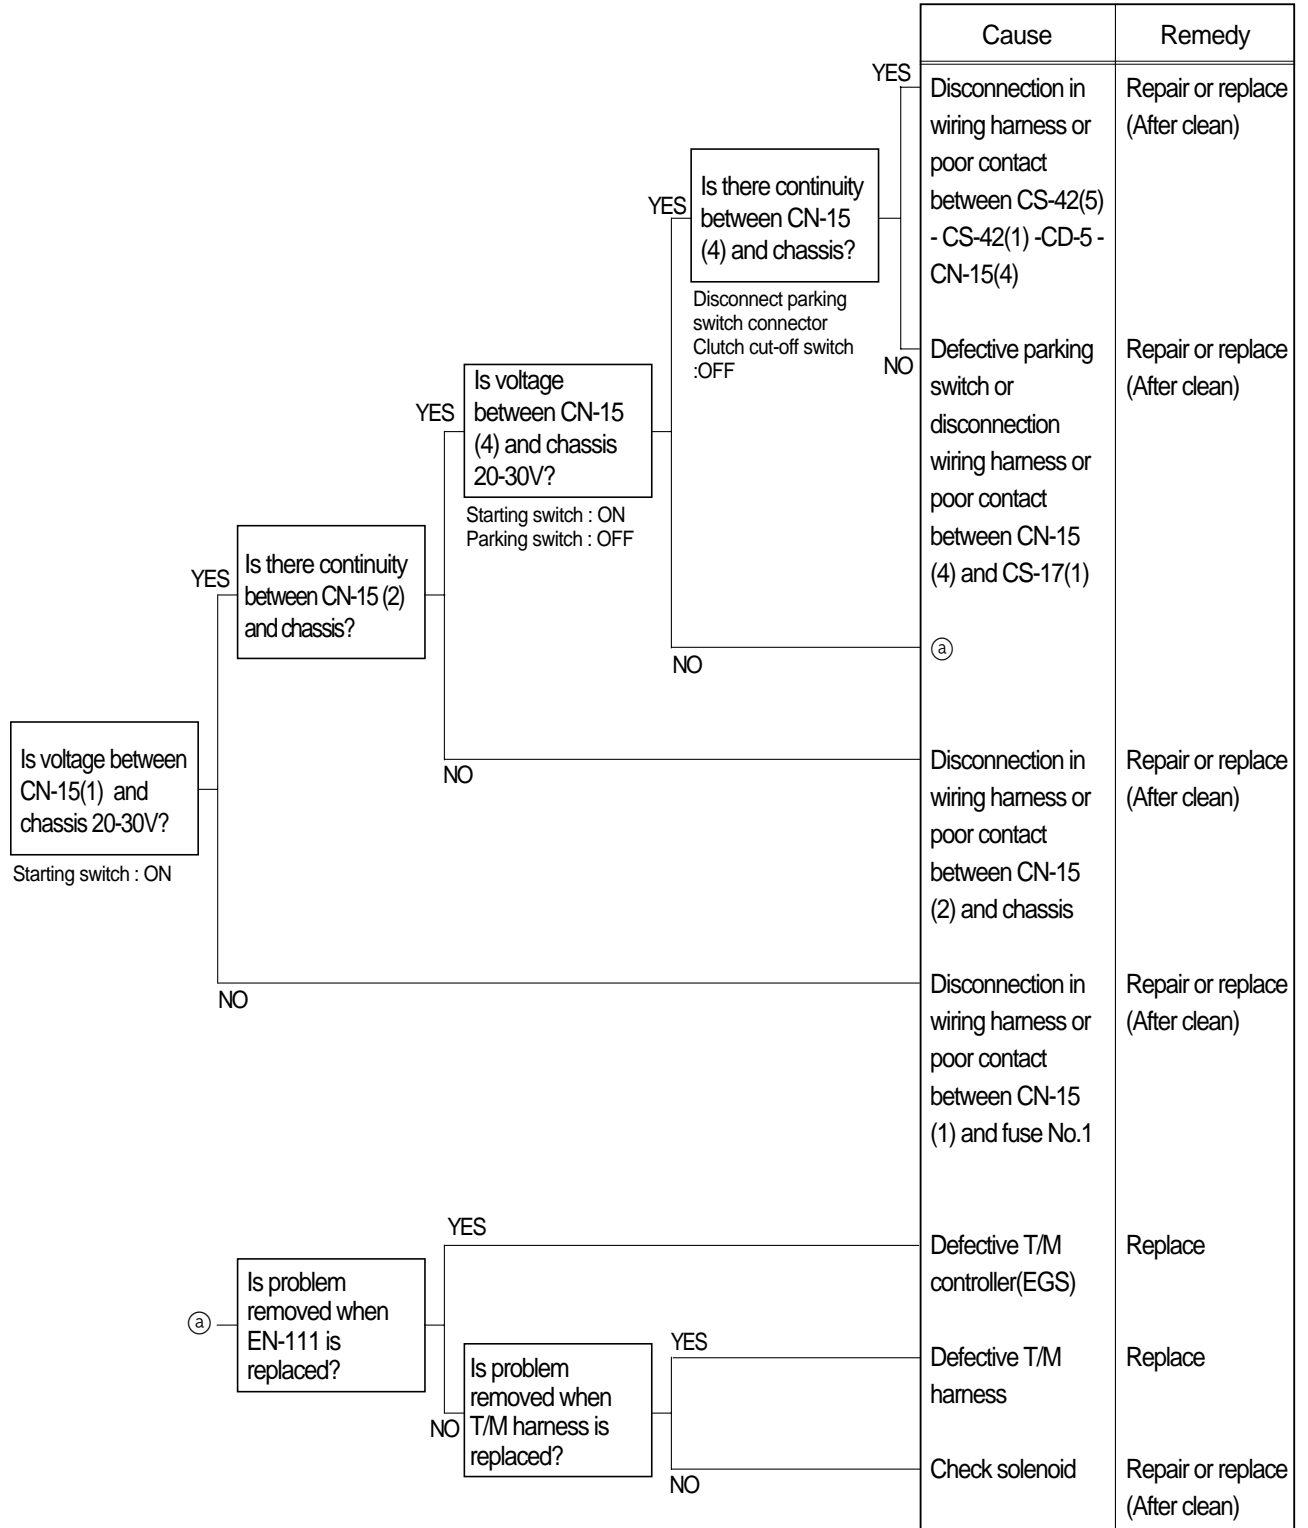 Cause
Remedy
YES
Disconnection in
wiring harness or
poor contact
between CS-42(5)
- CS-42(1) -CD-5 -
CN-15(4)
Repair or replace
(After clean)
YES
Is there continuity
between CN-15
(4) and chassis?
Disconnect parking
switch connector
Clutch cut-off switch
:OFF
NO
Defective parking
switch or
disconnection
wiring harness or
poor contact
between CN-15
(4) and CS-17(1)
Repair or replace
(After clean)
YES
Is voltage
between CN-15
(4) and chassis
20-30V?
Starting switch : ON
Parking switch : OFF
NO
ⓐ
YES
Is there continuity
between CN-15 (2)
and chassis?
NO
Disconnection in
wiring harness or
poor contact
between CN-15
(2) and chassis
Repair or replace
(After clean)
Is voltage between
CN-15(1) and
chassis 20-30V?
Starting switch : ON
NO
Disconnection in
wiring harness or
poor contact
between CN-15
(1) and fuse No.1
Repair or replace
(After clean)
ⓐ
Is problem
removed when
EN-111 is
replaced?
YES
Defective T/M
controller(EGS)
Replace
NO
Is problem
removed when
T/M harness is
replaced?
YES
Defective T/M
harness
Replace
NO
Check solenoid
Repair or replace
(After clean)